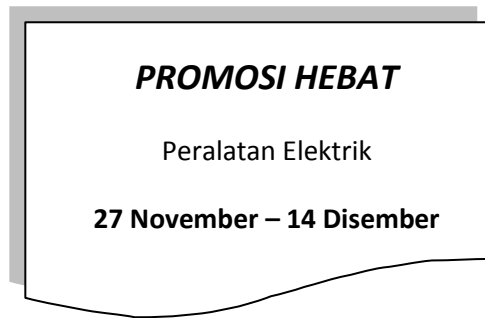 PROMOSI HEBAT
Peralatan Elektrik
27 November – 14 Disember